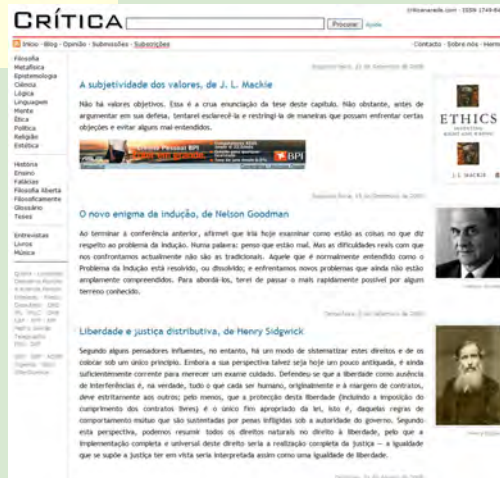 CRÍTICA
Procurar Ajuda
criticanarede.com · ISSN 1749-84
Início · Blog · Opinião · Submissões · Subscrições
Contacto · Sobre nós · Hemi
Filosofia
Metafísica
Epistemologia
Ciência
Lógica
Linguagem
Mente
Ética
Política
Religião
Estética
História
Ensino
Falácias
Filosofia Aberta
Filosoficamente
Glossário
Teses
Entrevistas
Livros
Música
A subjetividade dos valores, de J. L. Mackie
Não há valores objetivos. Essa é a crua enunciação da tese deste capítulo. Não obstante, antes de
argumentar em sua defesa, tentarei esclarecê-la e restringi-la de maneiras que possam enfrentar certas
objeções e evitar alguns mal-entendidos.
BPI
ETHICS
INVENTING
RIGHT AND WRONG
J. L. MACKIE
O novo enigma da indução, de Nelson Goodman
Ao terminar a conferência anterior, afirmei que iria hoje examinar como estão as coisas no que diz
respeito ao problema da indução. Numa palavra: penso que estão mal. Mas as dificuldades reais com que
nos confrontamos actualmente não são as tradicionais. Aquele que é normalmente entendido como o
Problema da Indução está resolvido, ou dissolvido; e enfrentamos novos problemas que ainda não estão
amplamente compreendidos. Para abordá-los, terei de passar o mais rapidamente possível por algum
terreno conhecido.
Liberdade e justiça distributiva, de Henry Sidgwick
Segundo alguns pensadores influentes, no entanto, há um modo de sistematizar estes direitos e de os
colocar sob um único princípio. Embora a sua perspectiva talvez seja hoje um pouco antiquada, é ainda
suficientemente corrente para merecer um exame cuidado. Defendeu-se que a liberdade como ausência
de interferências é, na verdade, tudo o que cada ser humano, originalmente e à margem de contratos,
deve estritamente aos outros; pelo menos, que a protecção desta liberdade (incluindo a imposição do
cumprimento dos contratos livres) é o único fim apropriado da lei, isto é, daquelas regras de
comportamento mútuo que são sustentadas por penas infligidas sob a autoridade do governo. Segundo
esta perspectiva, podemos resumir todos os direitos naturais no direito à liberdade, pelo que a
implementação completa e universal deste direito seria a realização completa da justiça — a igualdade
que se supõe a justiça ter em vista seria interpretada assim como uma igualdade de liberdade.